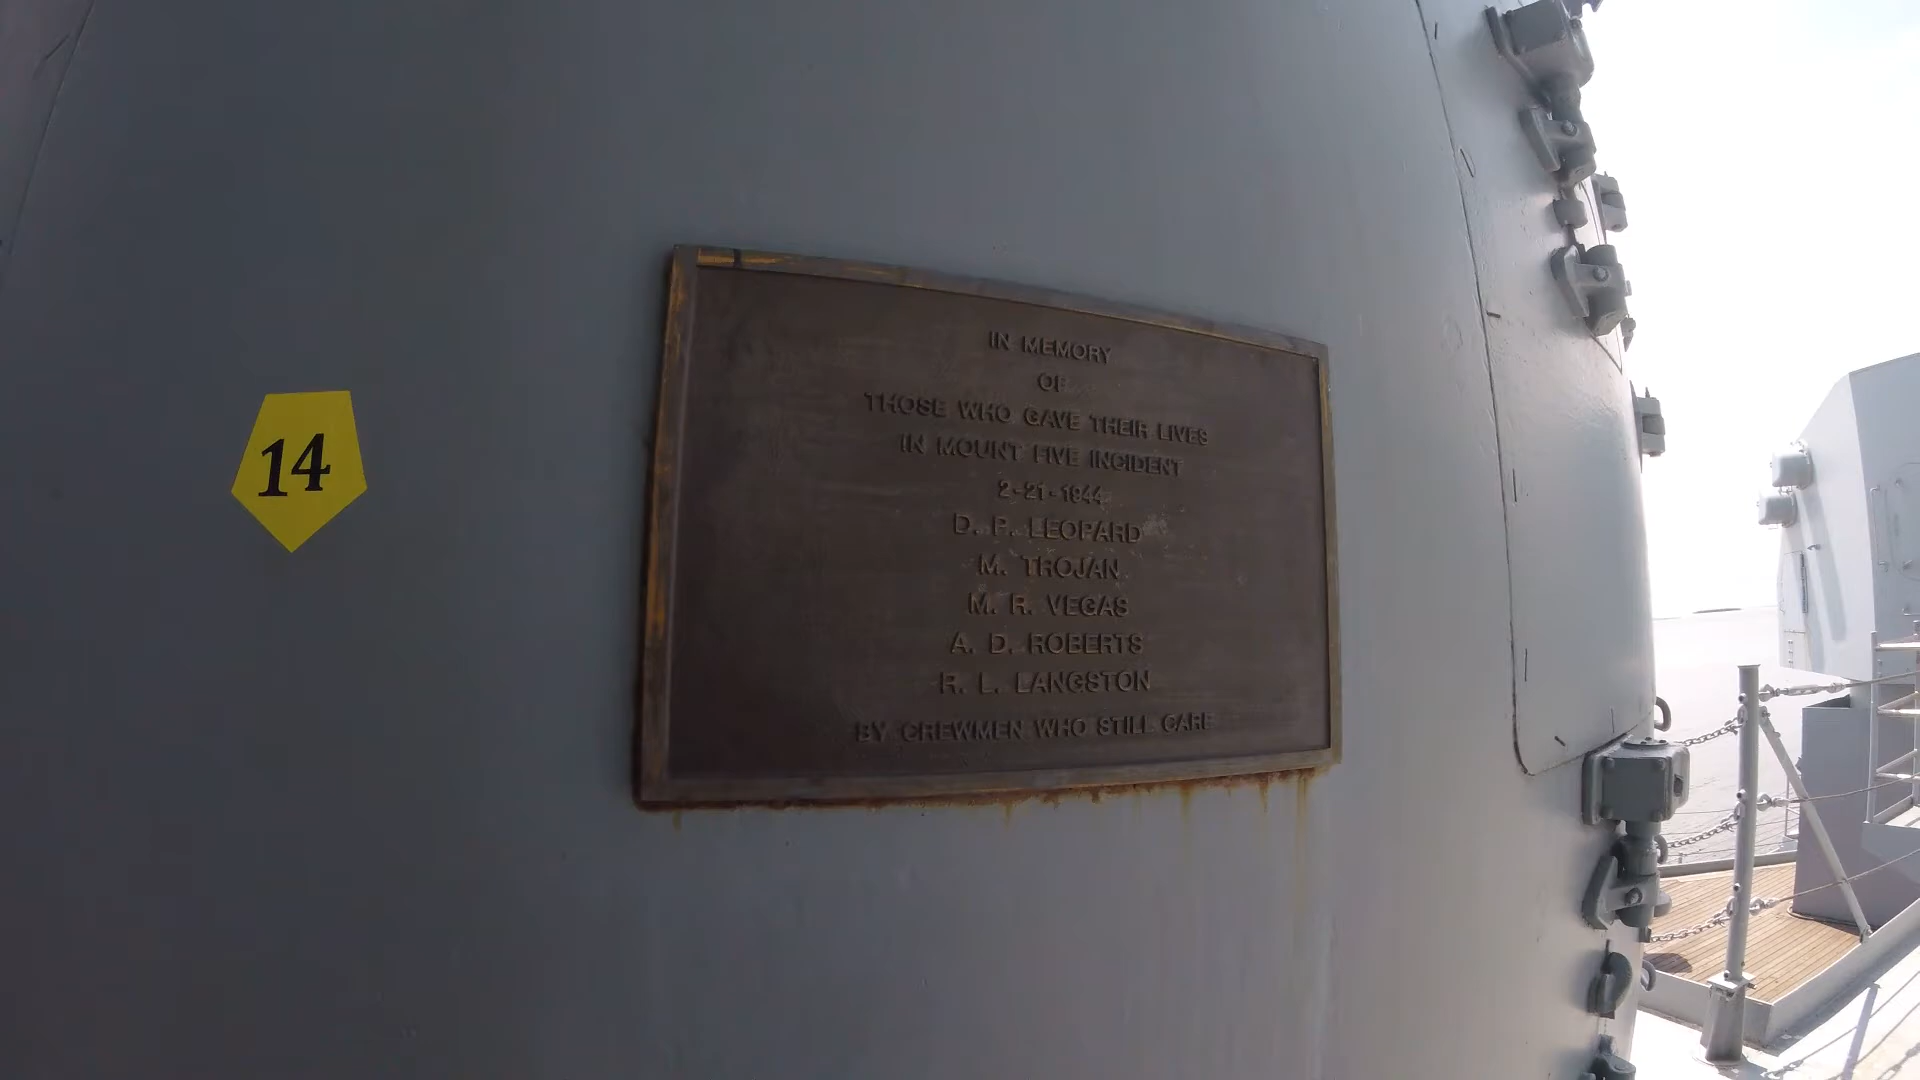 14
IN MEMORY
OF
THOSE WHO GAVE THEIR LIVES
IN MOUNT FIVE INCIDENT
2-21-1944
D. P. LEOPARD
M. TROJAN
M. R. VEGAS
A. D. ROBERTS
R. L. LANGSTON
BY CREWMEN WHO STILL CARE